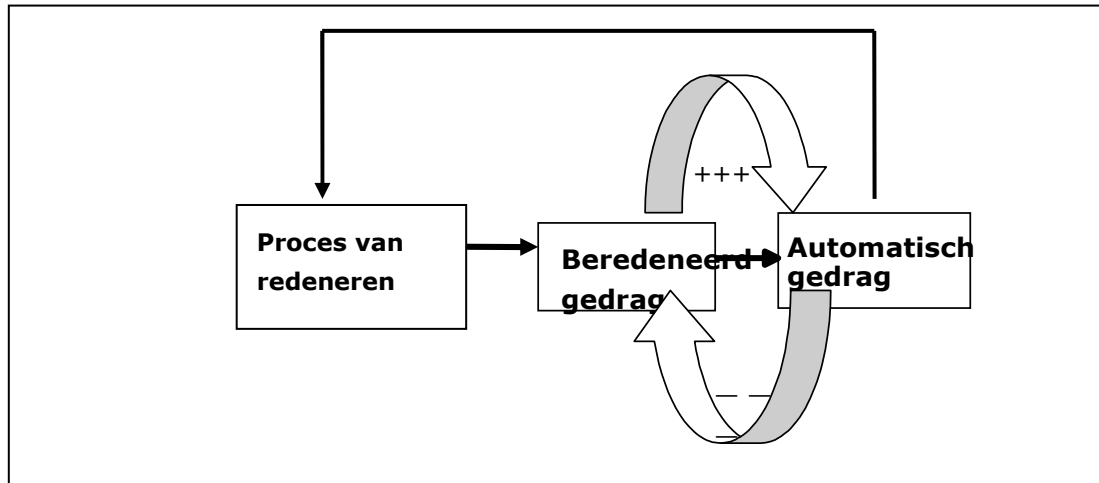 +++
Proces van
redeneren
Beredeneerd
gedrag
Automatisch
gedrag
— —
—